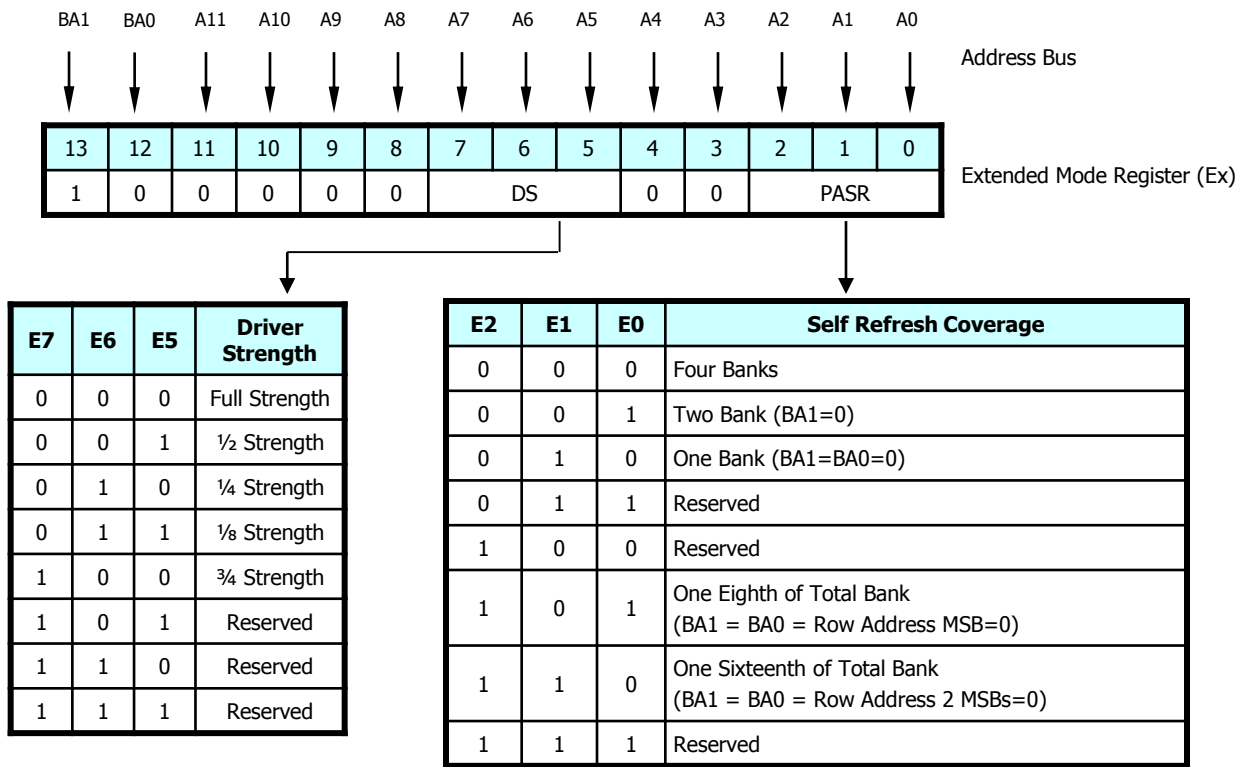 BA1 BA0 A11 A10 A9 A8 A7 A6 A5 A4 A3 A2 A1 A0
Address Bus
13 12 11 10 9 8 7 6 5 4 3 2 1 0
1 0 0 0 0 0 DS 0 0 PASR
Extended Mode Register (Ex)
E7 E6 E5 Driver
Strength
0 0 0 Full Strength
0 0 1 ½ Strength
0 1 0 ¼ Strength
0 1 1 ⅛ Strength
1 0 0 ¾ Strength
1 0 1 Reserved
1 1 0 Reserved
1 1 1 Reserved
E2 E1 E0 Self Refresh Coverage
0 0 0 Four Banks
0 0 1 Two Bank (BA1=0)
0 1 0 One Bank (BA1=BA0=0)
0 1 1 Reserved
1 0 0 Reserved
1 0 1 One Eighth of Total Bank
(BA1 = BA0 = Row Address MSB=0)
1 1 0 One Sixteenth of Total Bank
(BA1 = BA0 = Row Address 2 MSBs=0)
1 1 1 Reserved